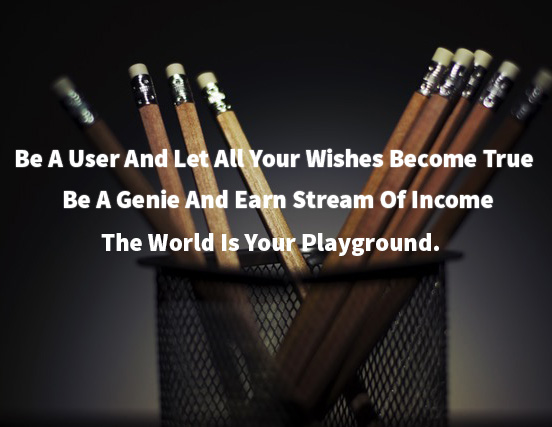 Be A User And Let All Your Wishes Become True
Be A Genie And Earn Stream Of Income
The World Is Your Playground.